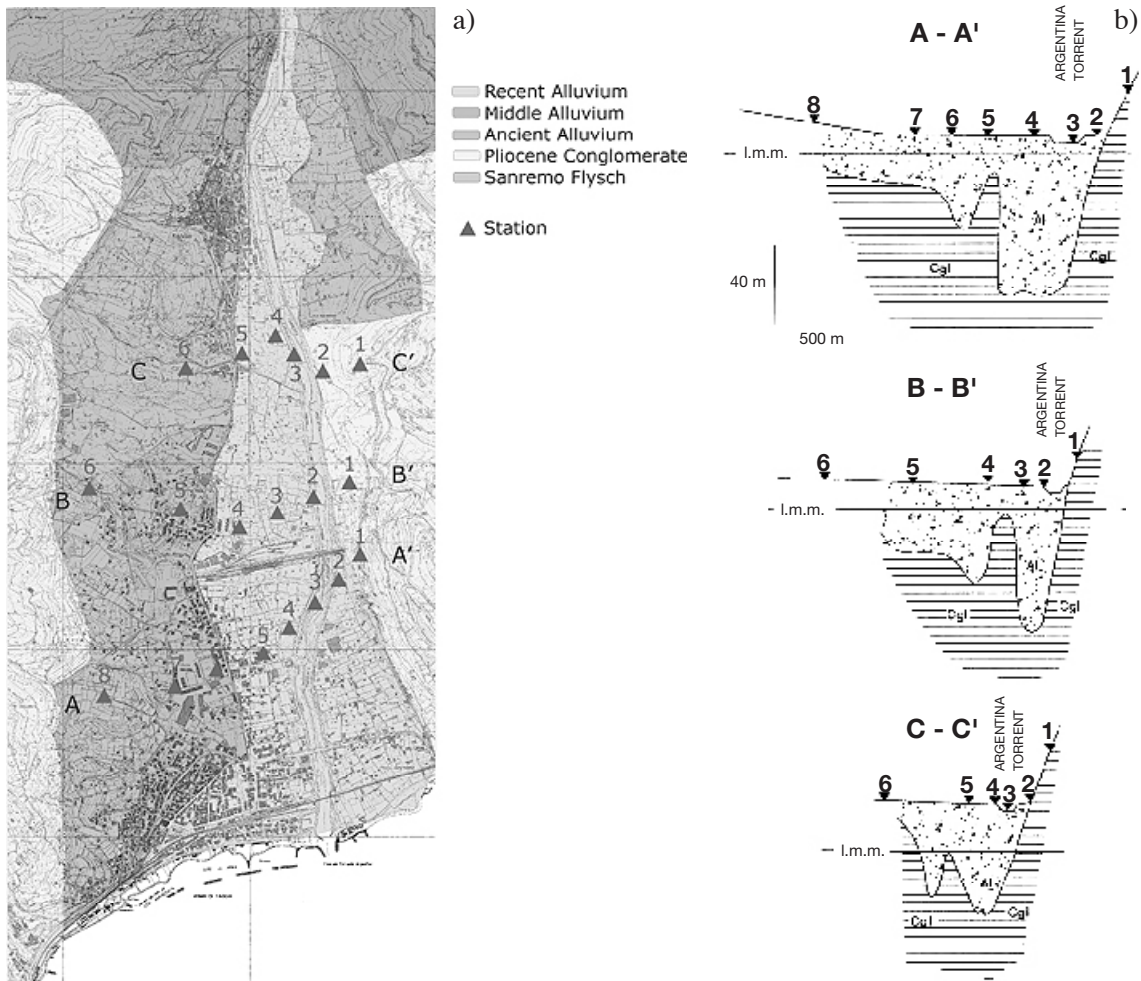 a)
Recent Alluvium
Middle Alluvium
Ancient Alluvium
Pliocene Conglomerate
Sanremo Flysch
Station
4
5
3
2
1
6
C
C'
6
5
4
3
2
1
B
B'
1
2
3
4
5
8
A
A'
b)
A - A'
ARGENTINA
TORRENT
8
7
6
5
4
3
2
1
l.m.m.
Al
Cgl
Cgl
40 m
500 m
B - B'
ARGENTINA
TORRENT
6
5
4
3
2
1
l.m.m.
Al
Cgl
Cgl
C - C'
ARGENTINA
TORRENT
6
5
4
3
2
1
l.m.m.
Al
Cgl
Cgl